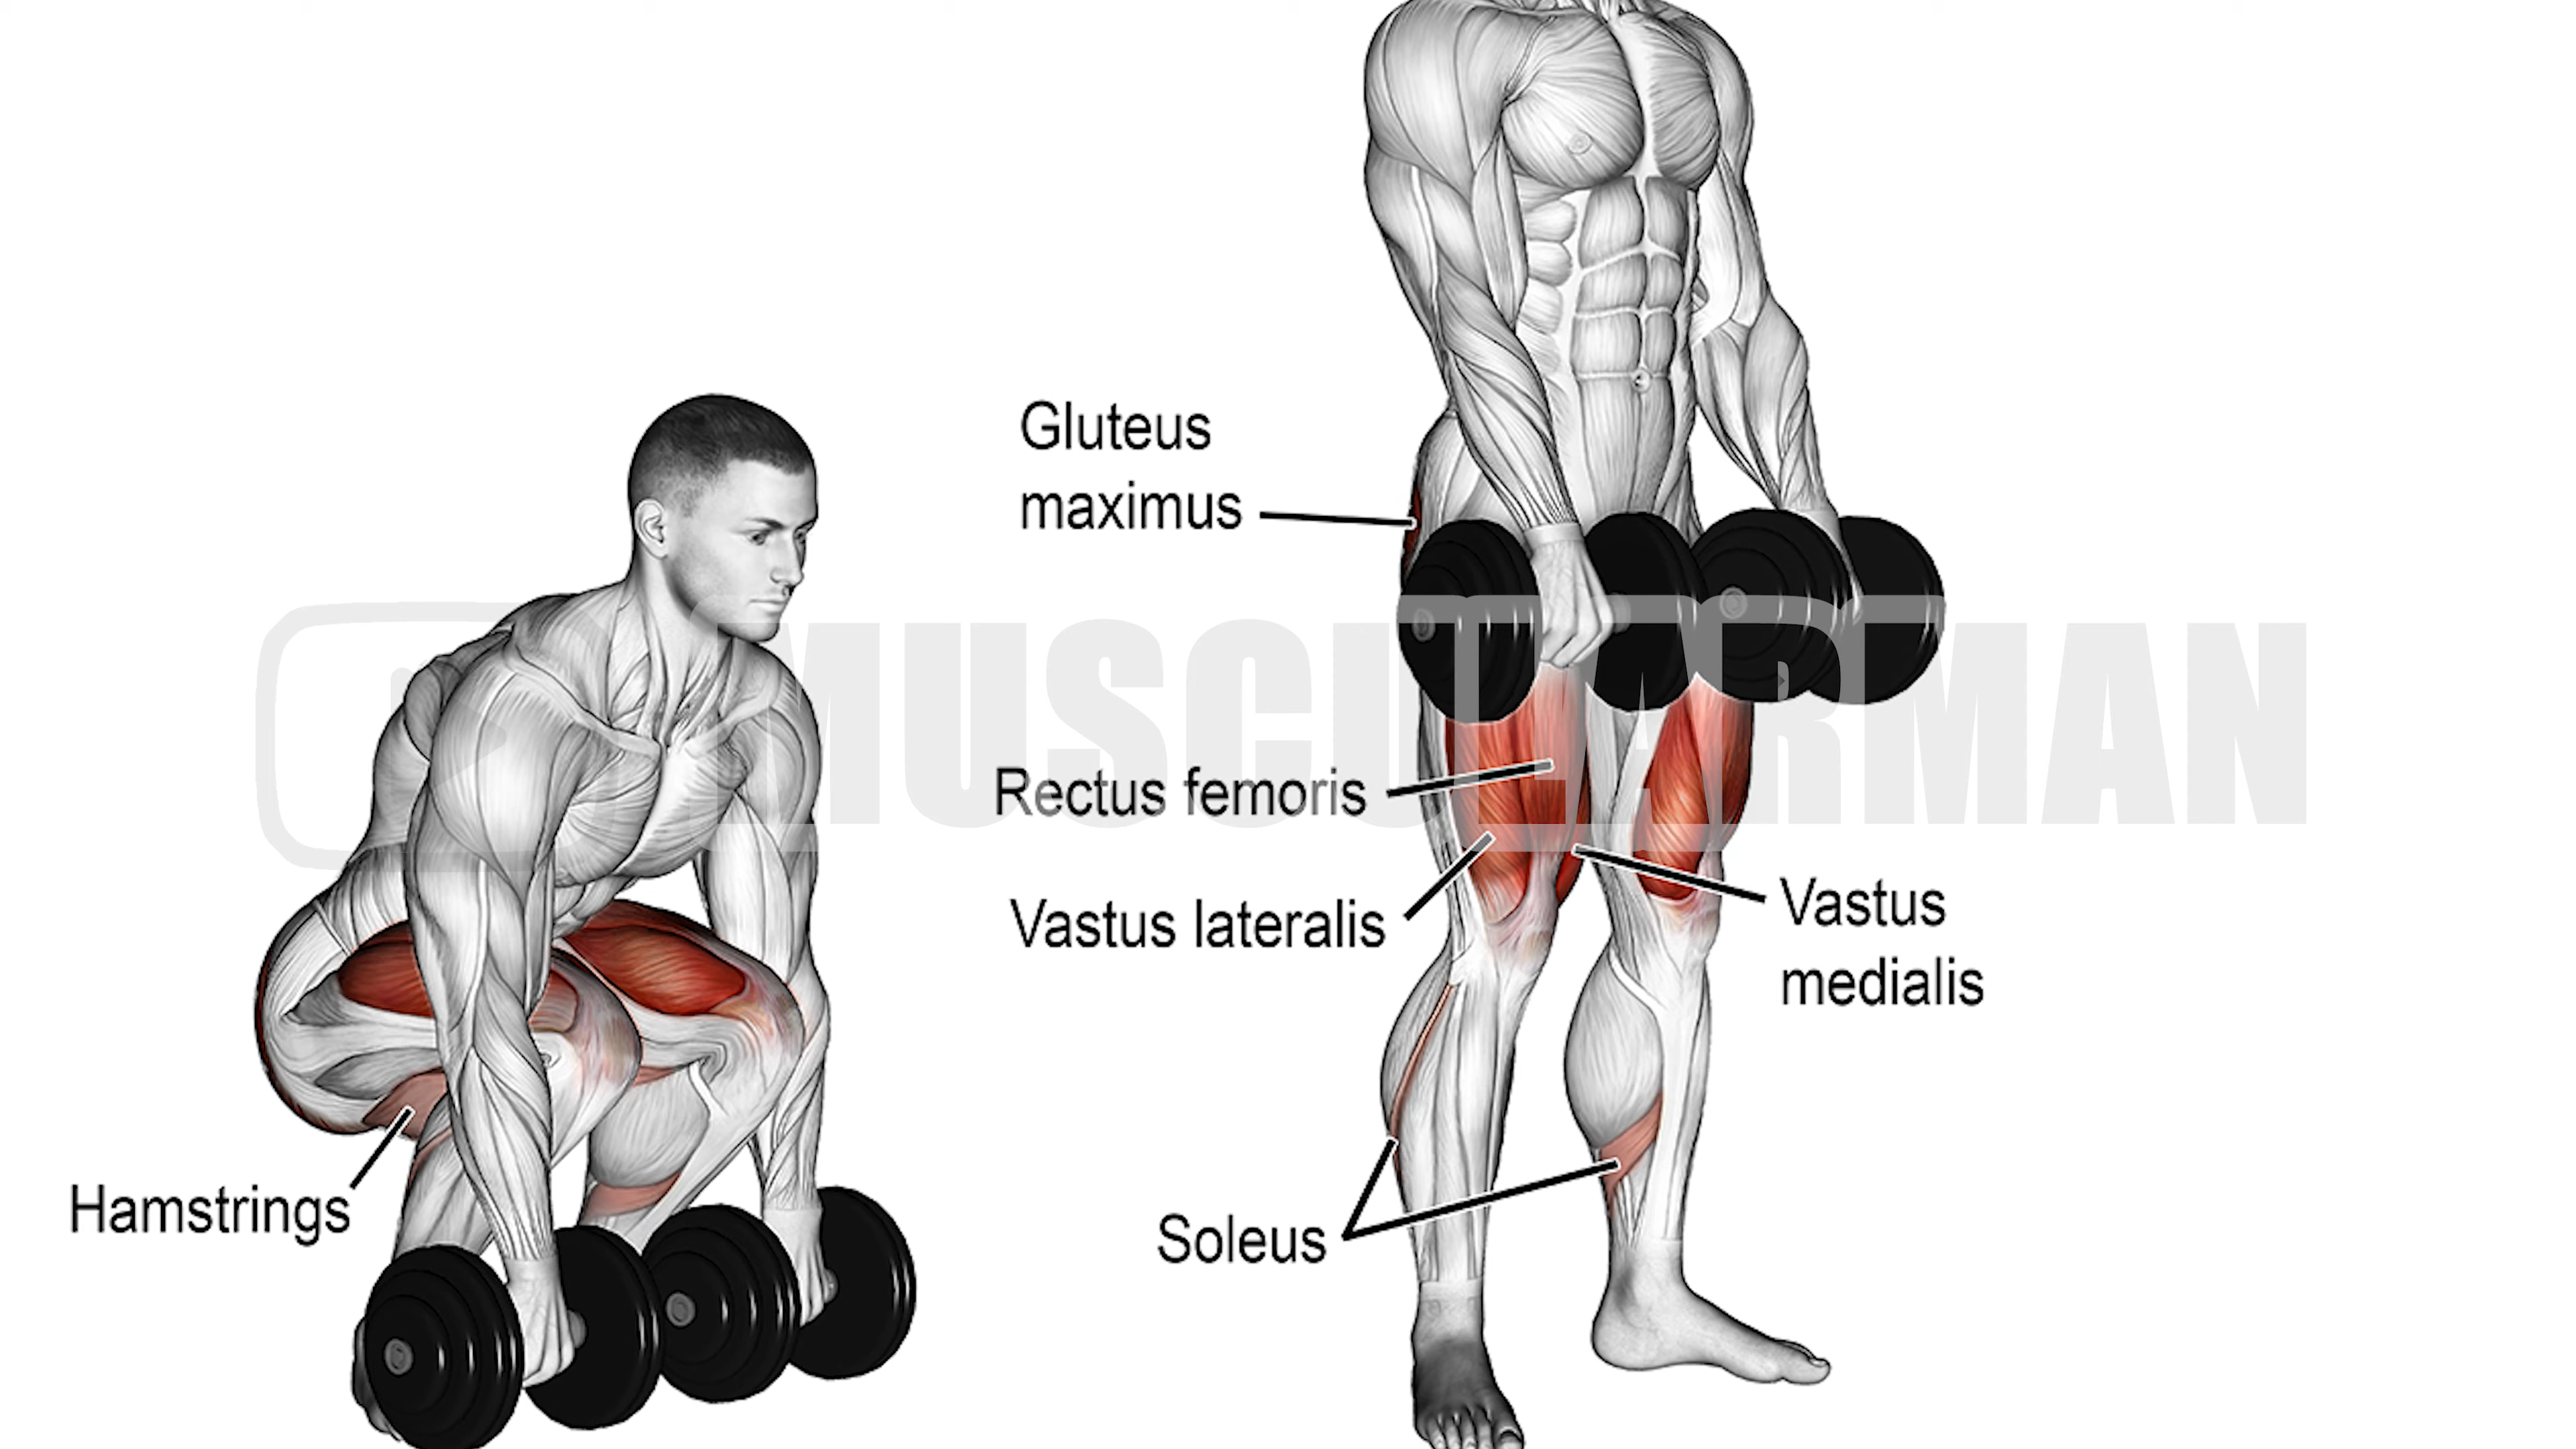 Gluteus
maximus
MUSCULARMAN
Rectus femoris
Vastus lateralis
Vastus
medialis
Hamstrings
Soleus